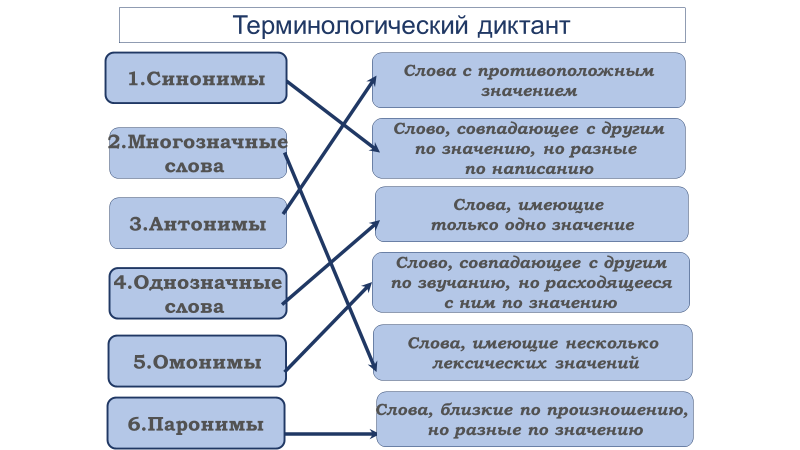 Терминологический диктант
1.Синонимы
2.Многозначные
слова
3.Антонимы
4.Однозначные
слова
5.Омонимы
6.Паронимы
Слова с противоположным
значением
Слово, совпадающее с другим
по значению, но разные
по написанию
Слова, имеющие
только одно значение
Слово, совпадающее с другим
по звучанию, но расходящееся
с ним по значению
Слова, имеющие несколько
лексических значений
Слова, близкие по произношению,
но разные по значению